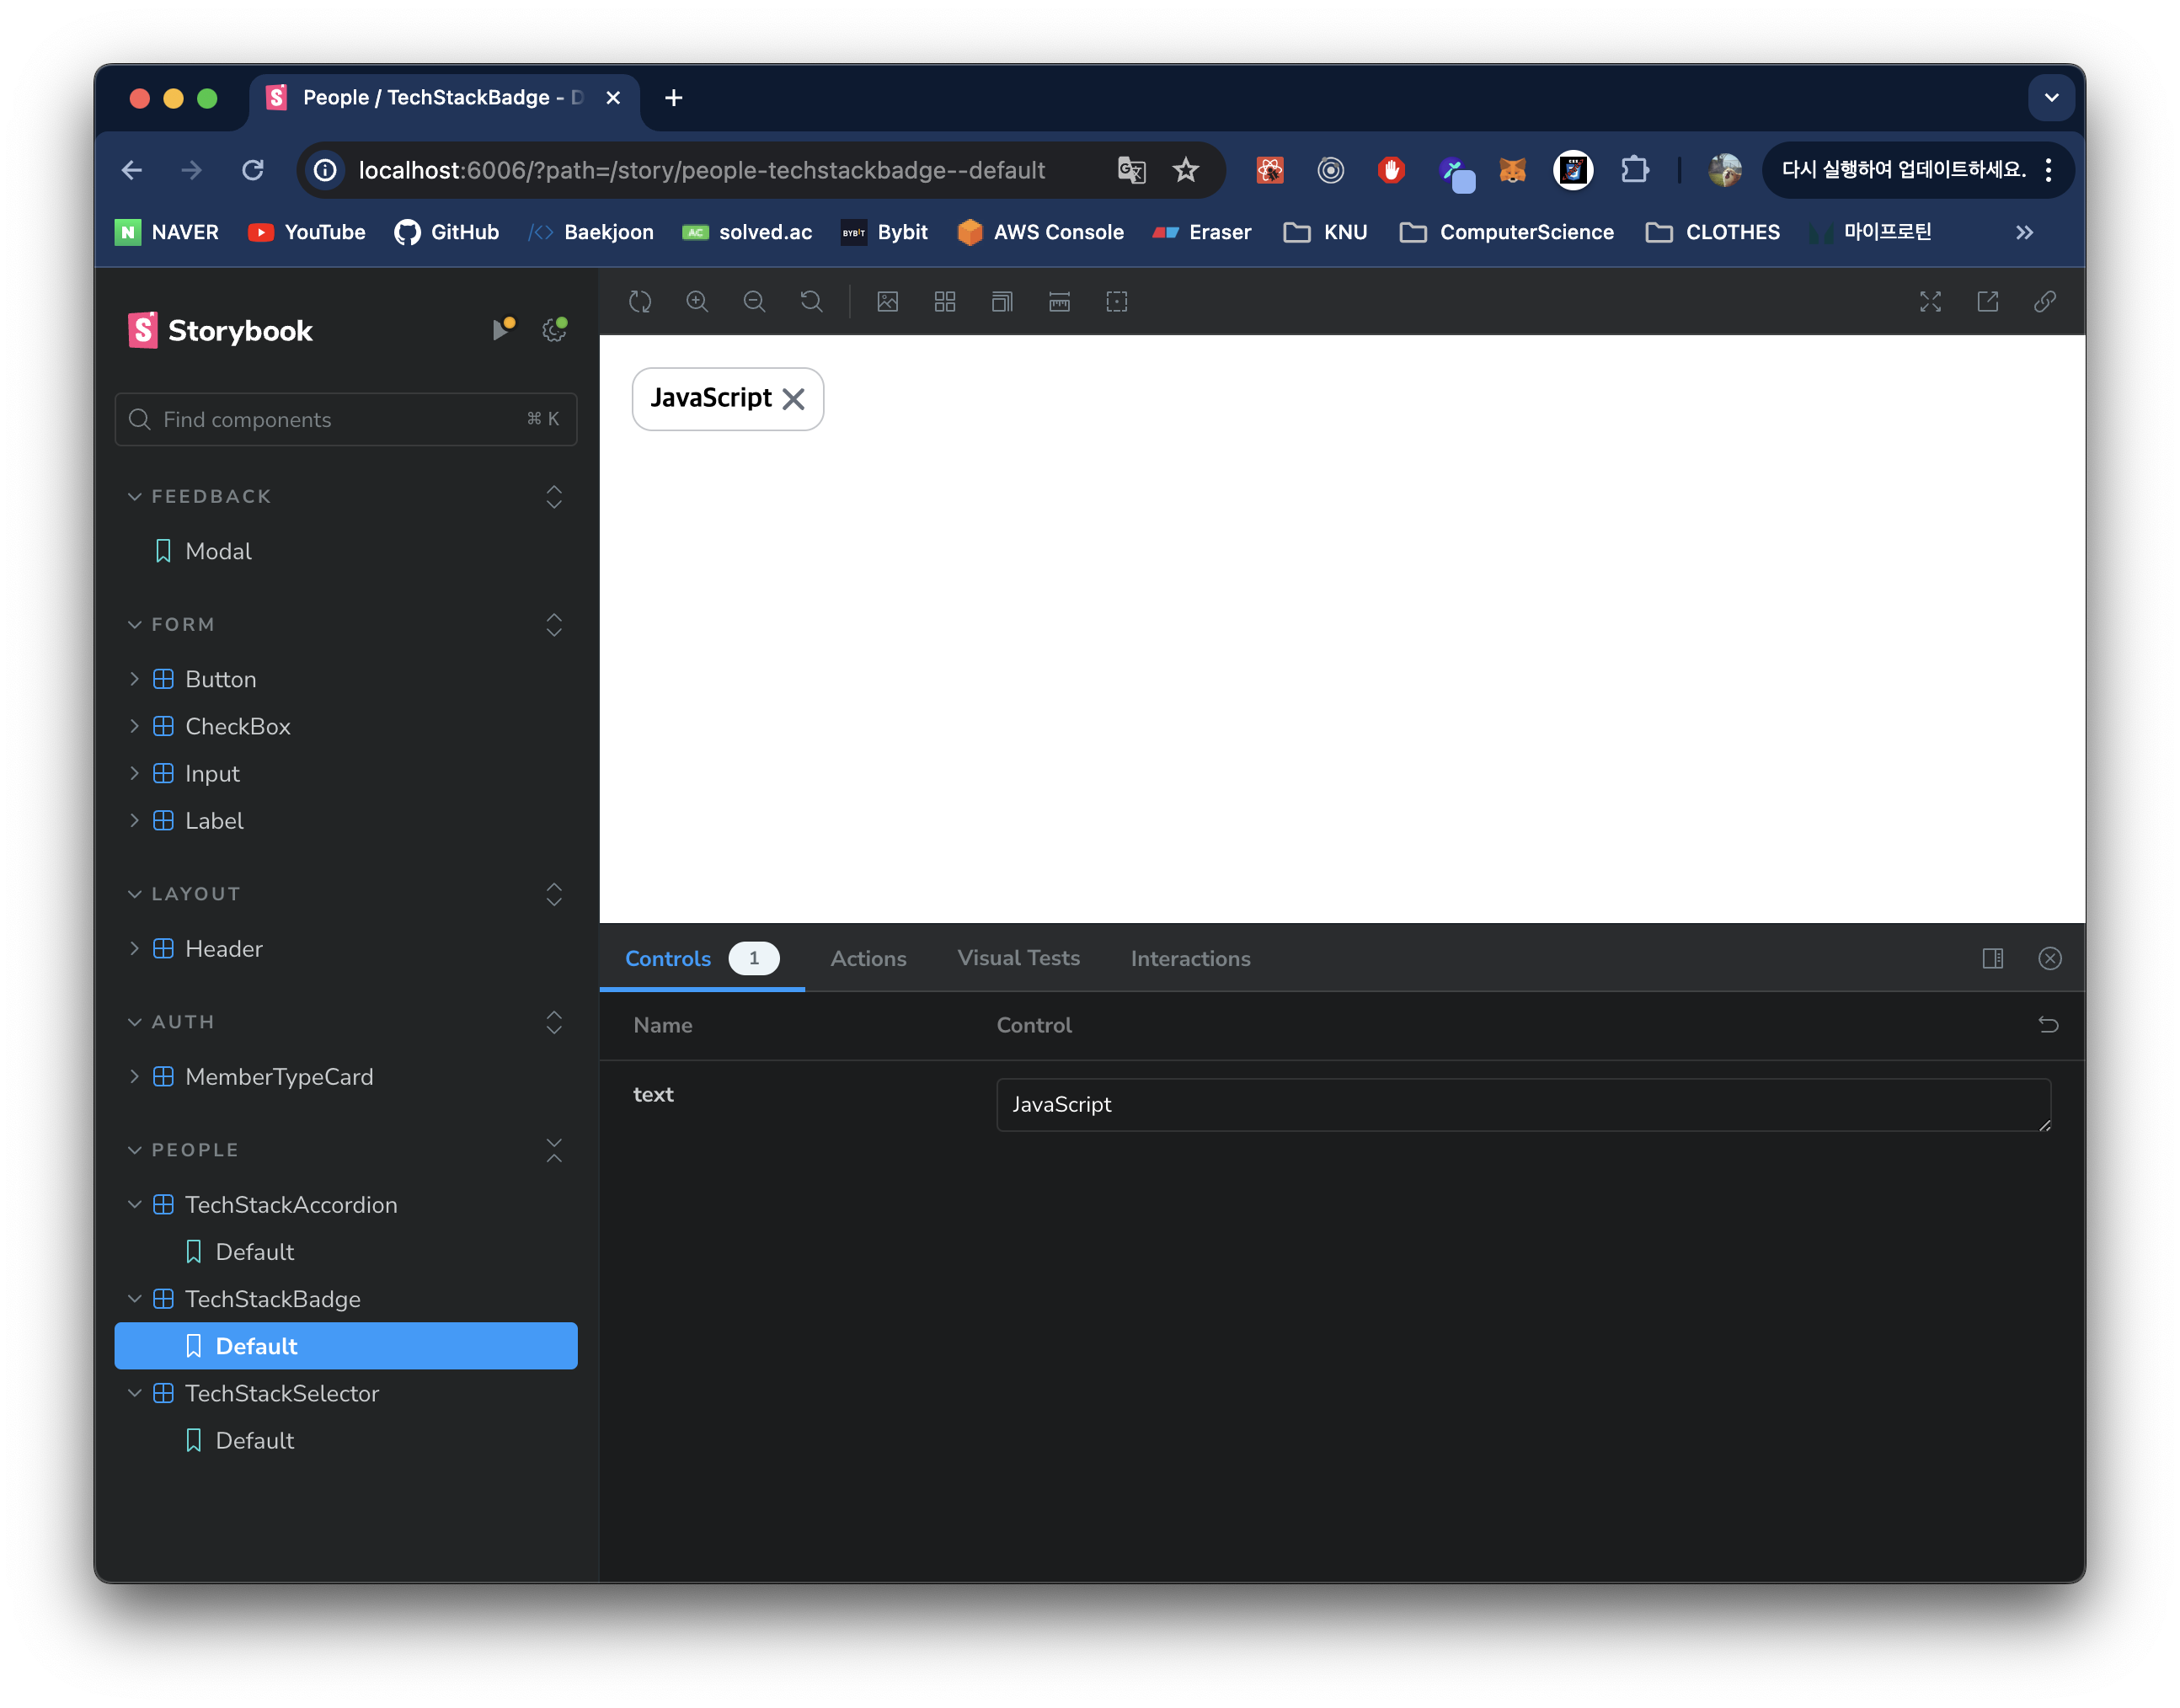 People / TechStackBadge - D
localhost:6006/?path=/story/people-techstackbadge--default
다시 실행하여 업데이트하세요.
NAVER YouTube GitHub Baekjoon solved.ac Bybit AWS Console Eraser KNU ComputerScience CLOTHES 마이프로틴
Storybook
Find components ⌘ K
FEEDBACK
Modal
FORM
Button
CheckBox
Input
Label
LAYOUT
Header
AUTH
MemberTypeCard
PEOPLE
TechStackAccordion
Default
TechStackBadge
Default
TechStackSelector
Default
JavaScript
Controls 1 Actions Visual Tests Interactions
Name Control
text JavaScript